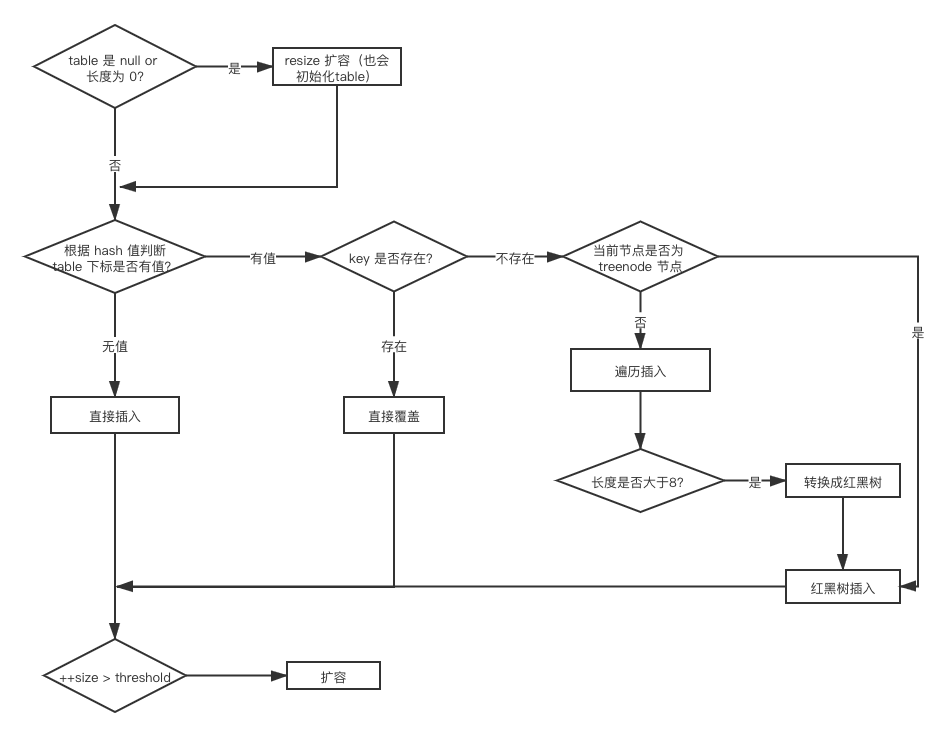 table 是 null or
长度为 0?
是
resize 扩容（也会
初始化table）
否
根据 hash 值判断
table 下标是否有值?
有值
key 是否存在?
不存在
当前节点是否为
treenode 节点
是
否
无值
存在
遍历插入
直接插入
直接覆盖
长度是否大于8?
是
转换成红黑树
红黑树插入
++size > threshold
扩容